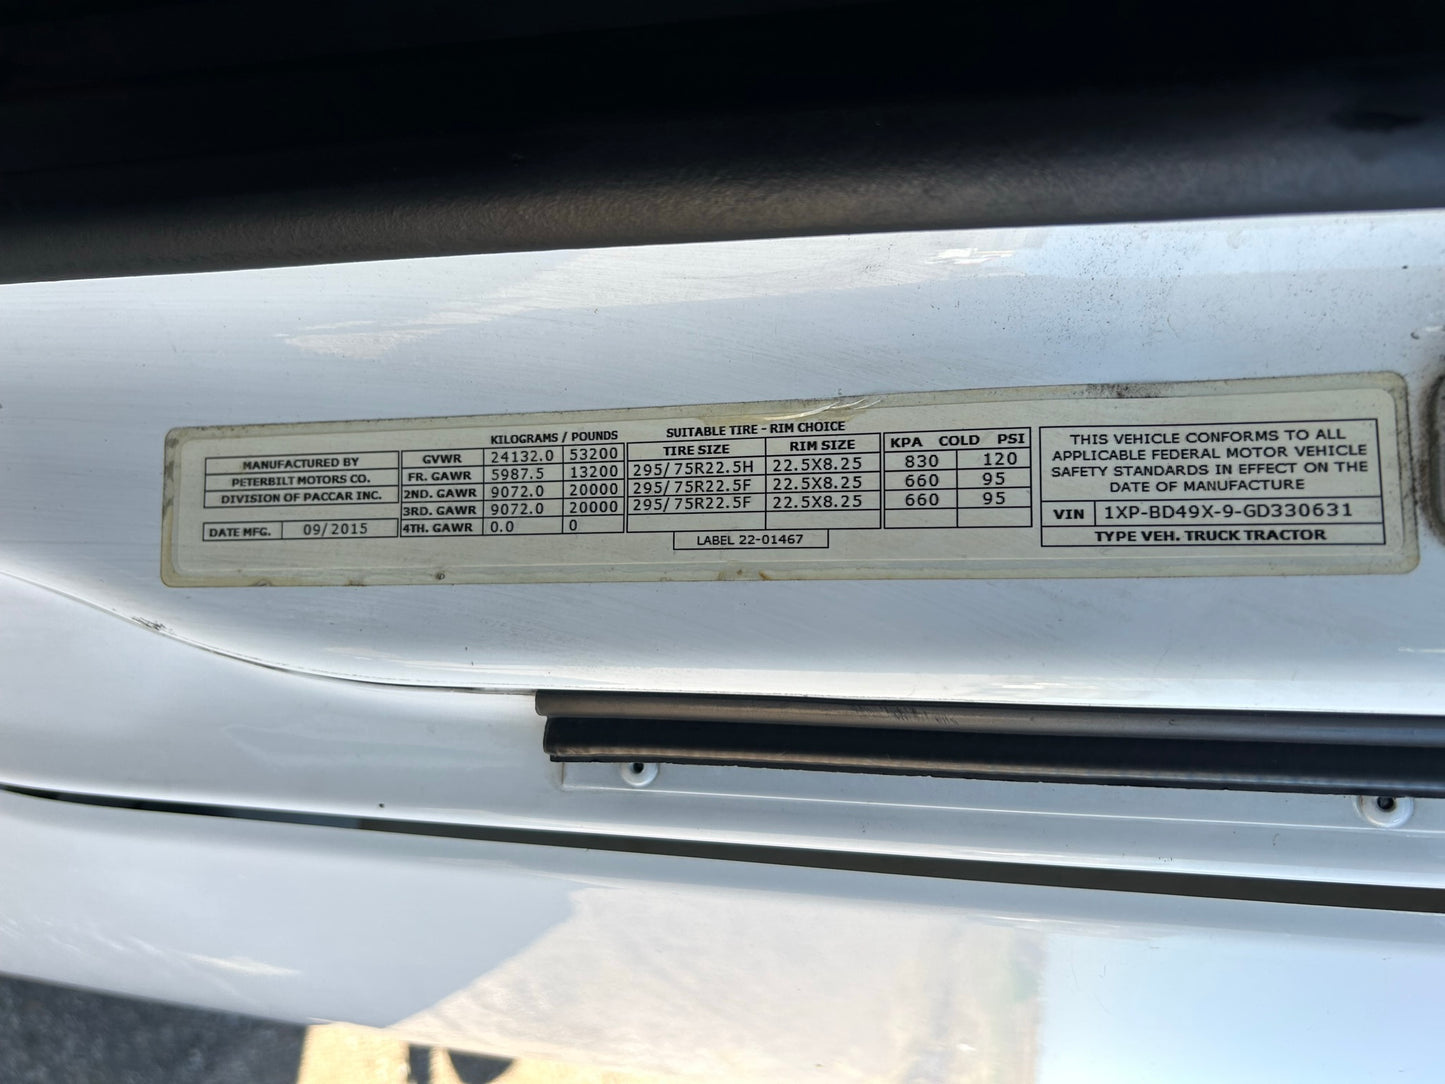 MANUFACTURED BY
PETERBILT MOTORS CO.
DIVISION OF PACCAR INC.
DATE MFG. 09/2015
KILOGRAMS / POUNDS
GVWR 24132.0 53200
FR. GAWR 5987.5 13200
2ND. GAWR 9072.0 20000
3RD. GAWR 9072.0 20000
4TH. GAWR 0.0 0
SUITABLE TIRE - RIM CHOICE
TIRE SIZE RIM SIZE
295/75R22.5H 22.5X8.25
295/75R22.5F 22.5X8.25
295/75R22.5F 22.5X8.25
LABEL 22-01467
KPA COLD PSI
830 120
660 95
660 95
THIS VEHICLE CONFORMS TO ALL
APPLICABLE FEDERAL MOTOR VEHICLE
SAFETY STANDARDS IN EFFECT ON THE
DATE OF MANUFACTURE
VIN 1XP-BD49X-9-GD330631
TYPE VEH. TRUCK TRACTOR